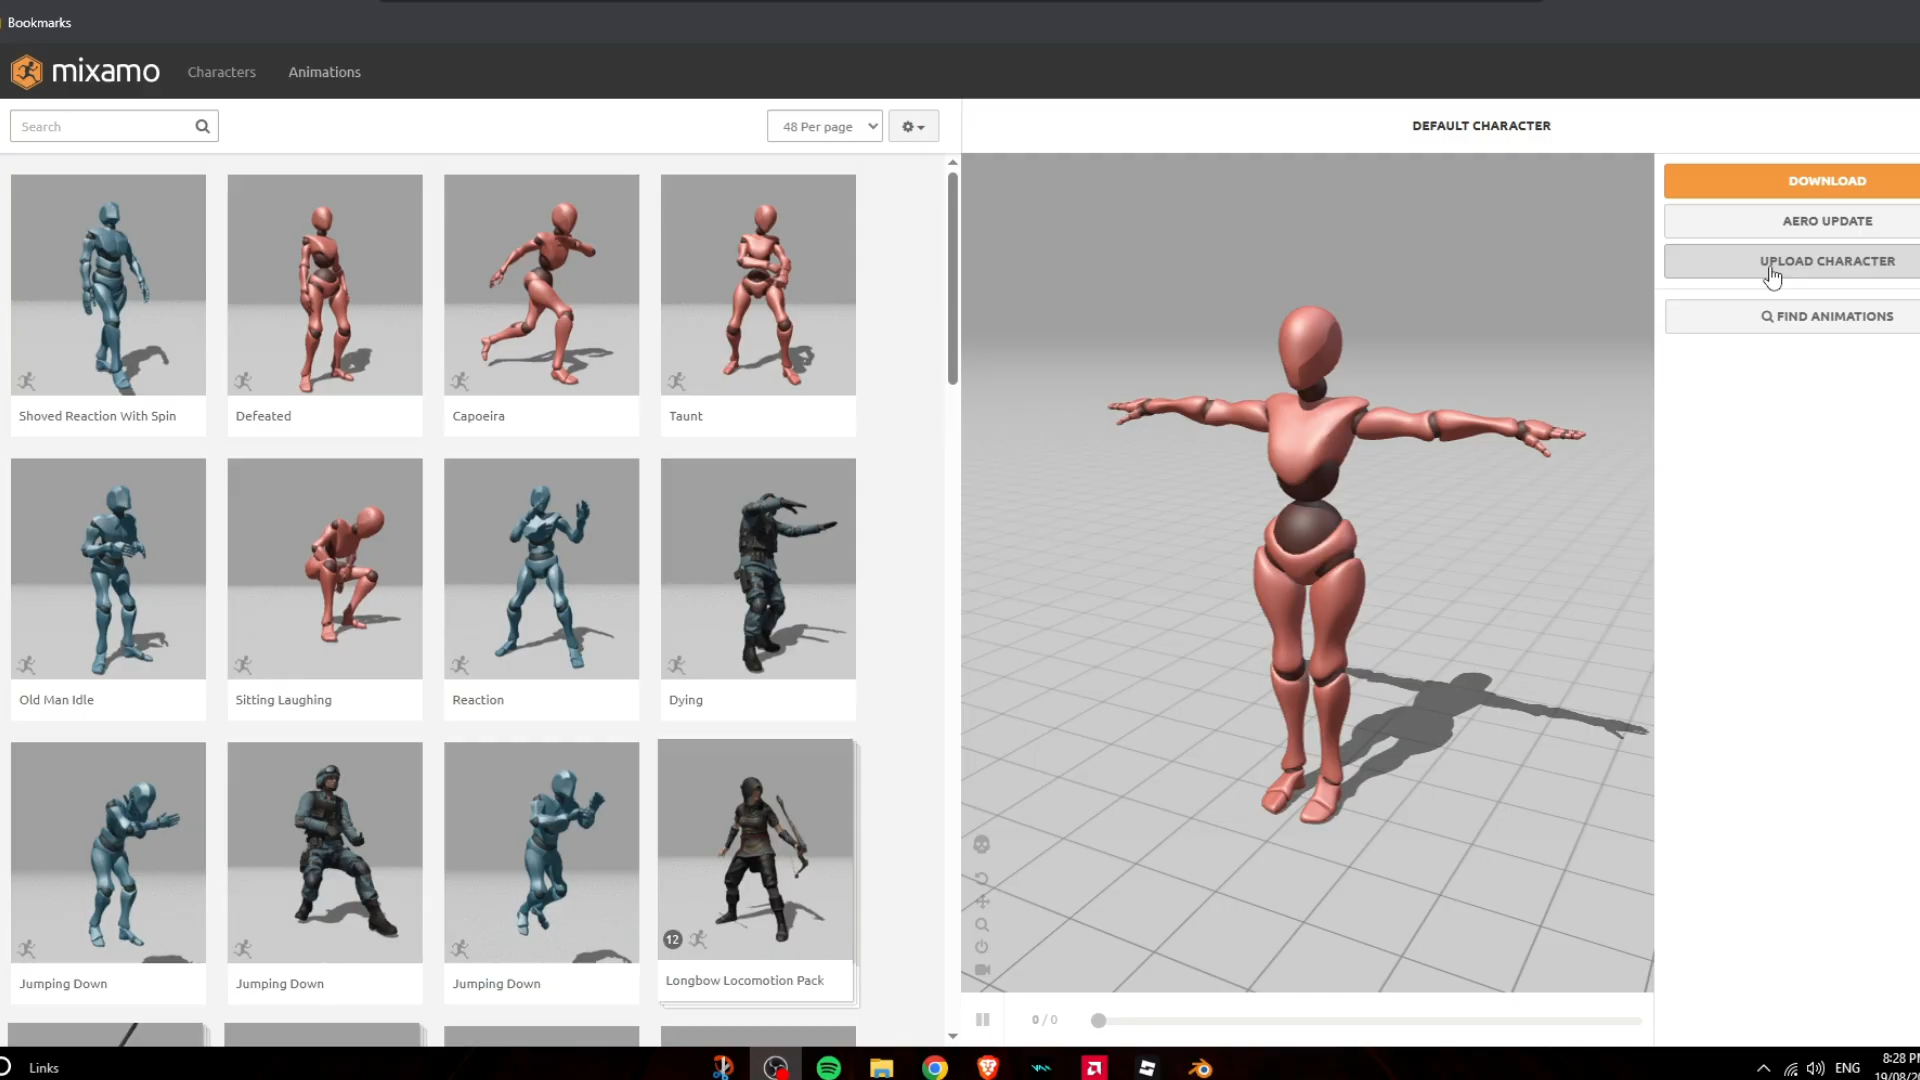 Bookmarks
mixamo
Characters
Animations
Search
48 Per page
DEFAULT CHARACTER
DOWNLOAD
AERO UPDATE
UPLOAD CHARACTER
FIND ANIMATIONS
Shoved Reaction With Spin
Defeated
Capoeira
Taunt
Old Man Idle
Sitting Laughing
Reaction
Dying
Jumping Down
Jumping Down
Jumping Down
12
Longbow Locomotion Pack
0 / 0
Links
ENG
8:28 PM